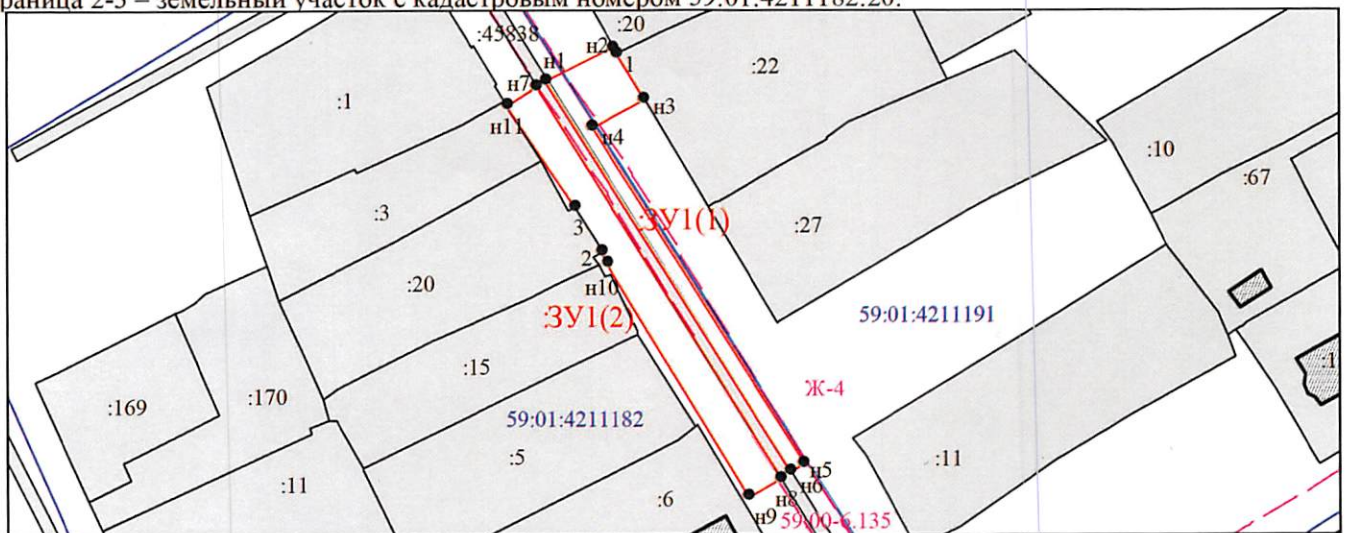 раница 2-3 – земельный участок с кадастровым номером 59:01:4211182:20.
:45838
н2
:20
1
:22
н1
н7
:1
н3
н11
н4
:10
:67
:3
:ЗУ1(1)
3
:27
2
:20
н10
:ЗУ1(2)
59:01:4211191
:1
:15
Ж-4
:169
:170
59:01:4211182
:5
:11
н5
н6
:11
:6
н8
н9
59:00-6.135